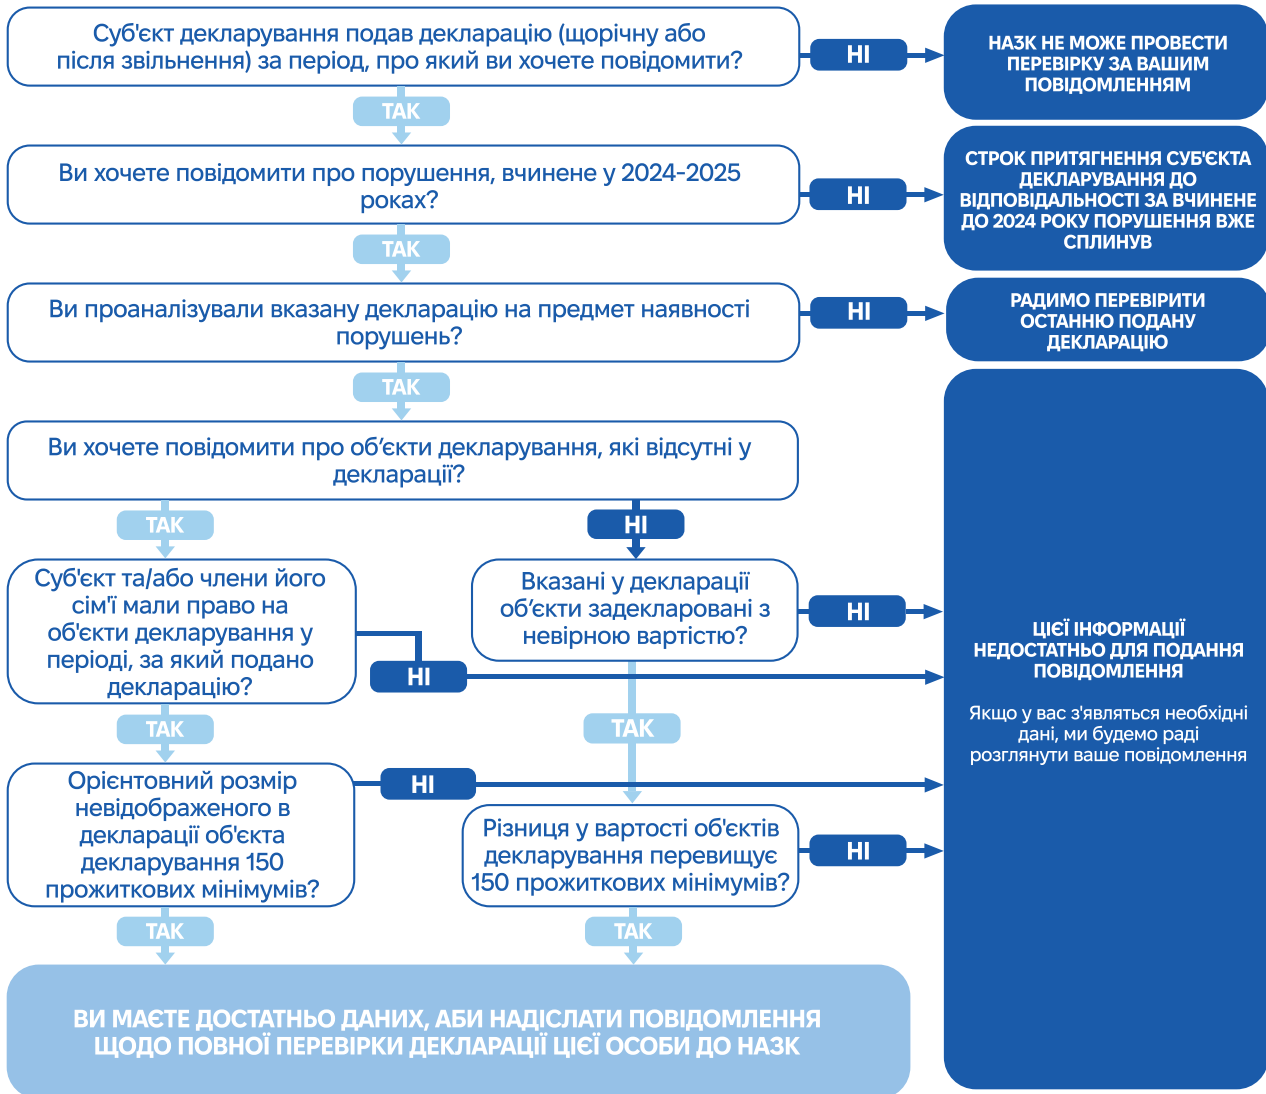 Суб'єкт декларування подав декларацію (щорічну або
після звільнення) за період, про який ви хочете повідомити?
НІ
НАЗК НЕ МОЖЕ ПРОВЕСТИ
ПЕРЕВІРКУ ЗА ВАШИМ
ПОВІДОМЛЕННЯМ
ТАК
Ви хочете повідомити про порушення, вчинене у 2024-2025
роках?
НІ
СТРОК ПРИТЯГНЕННЯ СУБ'ЄКТА
ДЕКЛАРУВАННЯ ДО
ВІДПОВІДАЛЬНОСТІ ЗА ВЧИНЕНЕ
ДО 2024 РОКУ ПОРУШЕННЯ ВЖЕ
СПЛИНУВ
ТАК
Ви проаналізували вказану декларацію на предмет наявності
порушень?
НІ
РАДИМО ПЕРЕВІРИТИ
ОСТАННЮ ПОДАНУ
ДЕКЛАРАЦІЮ
ТАК
Ви хочете повідомити про об’єкти декларування, які відсутні у
декларації?
ТАК
НІ
Суб'єкт та/або члени його
сім'ї мали право на
об'єкти декларування у
періоді, за який подано
декларацію?
НІ
Вказані у декларації
об’єкти задекларовані з
невірною вартістю?
НІ
ТАК
ТАК
Орієнтовний розмір
невідображеного в
декларації об'єкта
декларування 150
прожиткових мінімумів?
НІ
Різниця у вартості об'єктів
декларування перевищує
150 прожиткових мінімумів?
НІ
ТАК
ТАК
ЦІЄЇ ІНФОРМАЦІЇ
НЕДОСТАТНЬО ДЛЯ ПОДАННЯ
ПОВІДОМЛЕННЯ
Якщо у вас з'являться необхідні
дані, ми будемо раді
розглянути ваше повідомлення
ВИ МАЄТЕ ДОСТАТНЬО ДАНИХ, АБИ НАДІСЛАТИ ПОВІДОМЛЕННЯ
ЩОДО ПОВНОЇ ПЕРЕВІРКИ ДЕКЛАРАЦІЇ ЦІЄЇ ОСОБИ ДО НАЗК